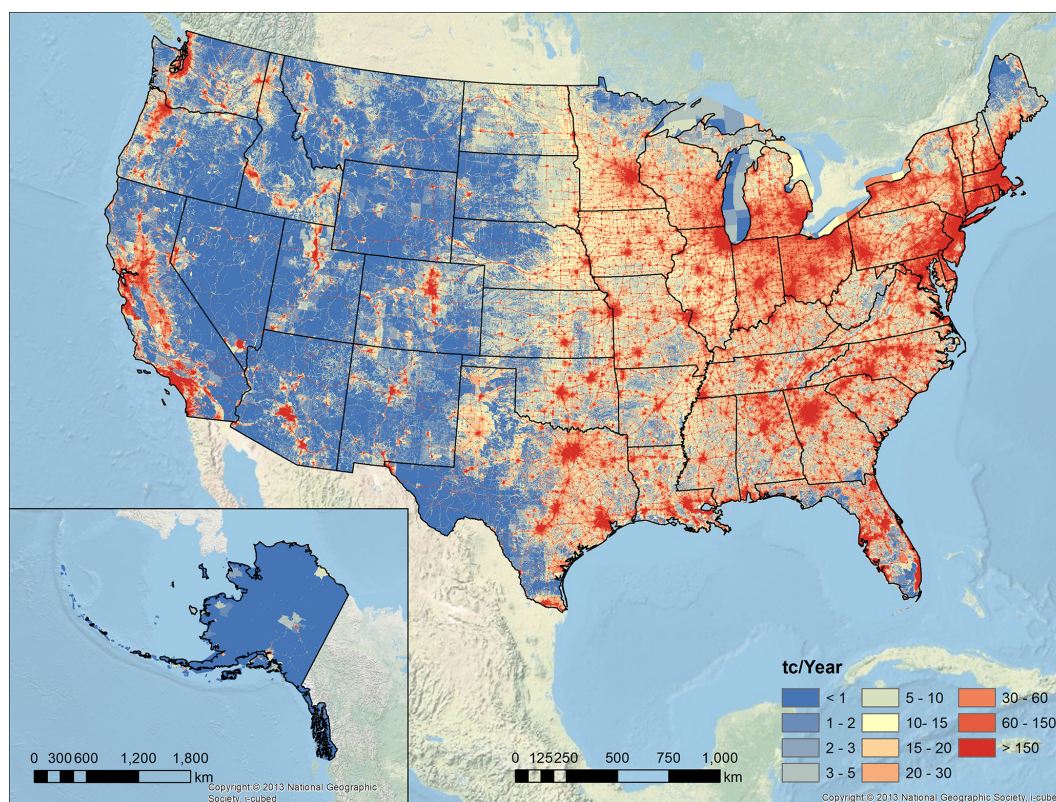 tc/Year
< 1
5 - 10
30 - 60
1 - 2
10- 15
60 - 150
2 - 3
15 - 20
> 150
3 - 5
20 - 30
0 300 600 1,200 1,800
km
0 125 250 500 750 1,000
km
Copyright: © 2013 National Geographic
Society, i-cubed
Copyright: © 2013 National Geographic Society, i-cubed